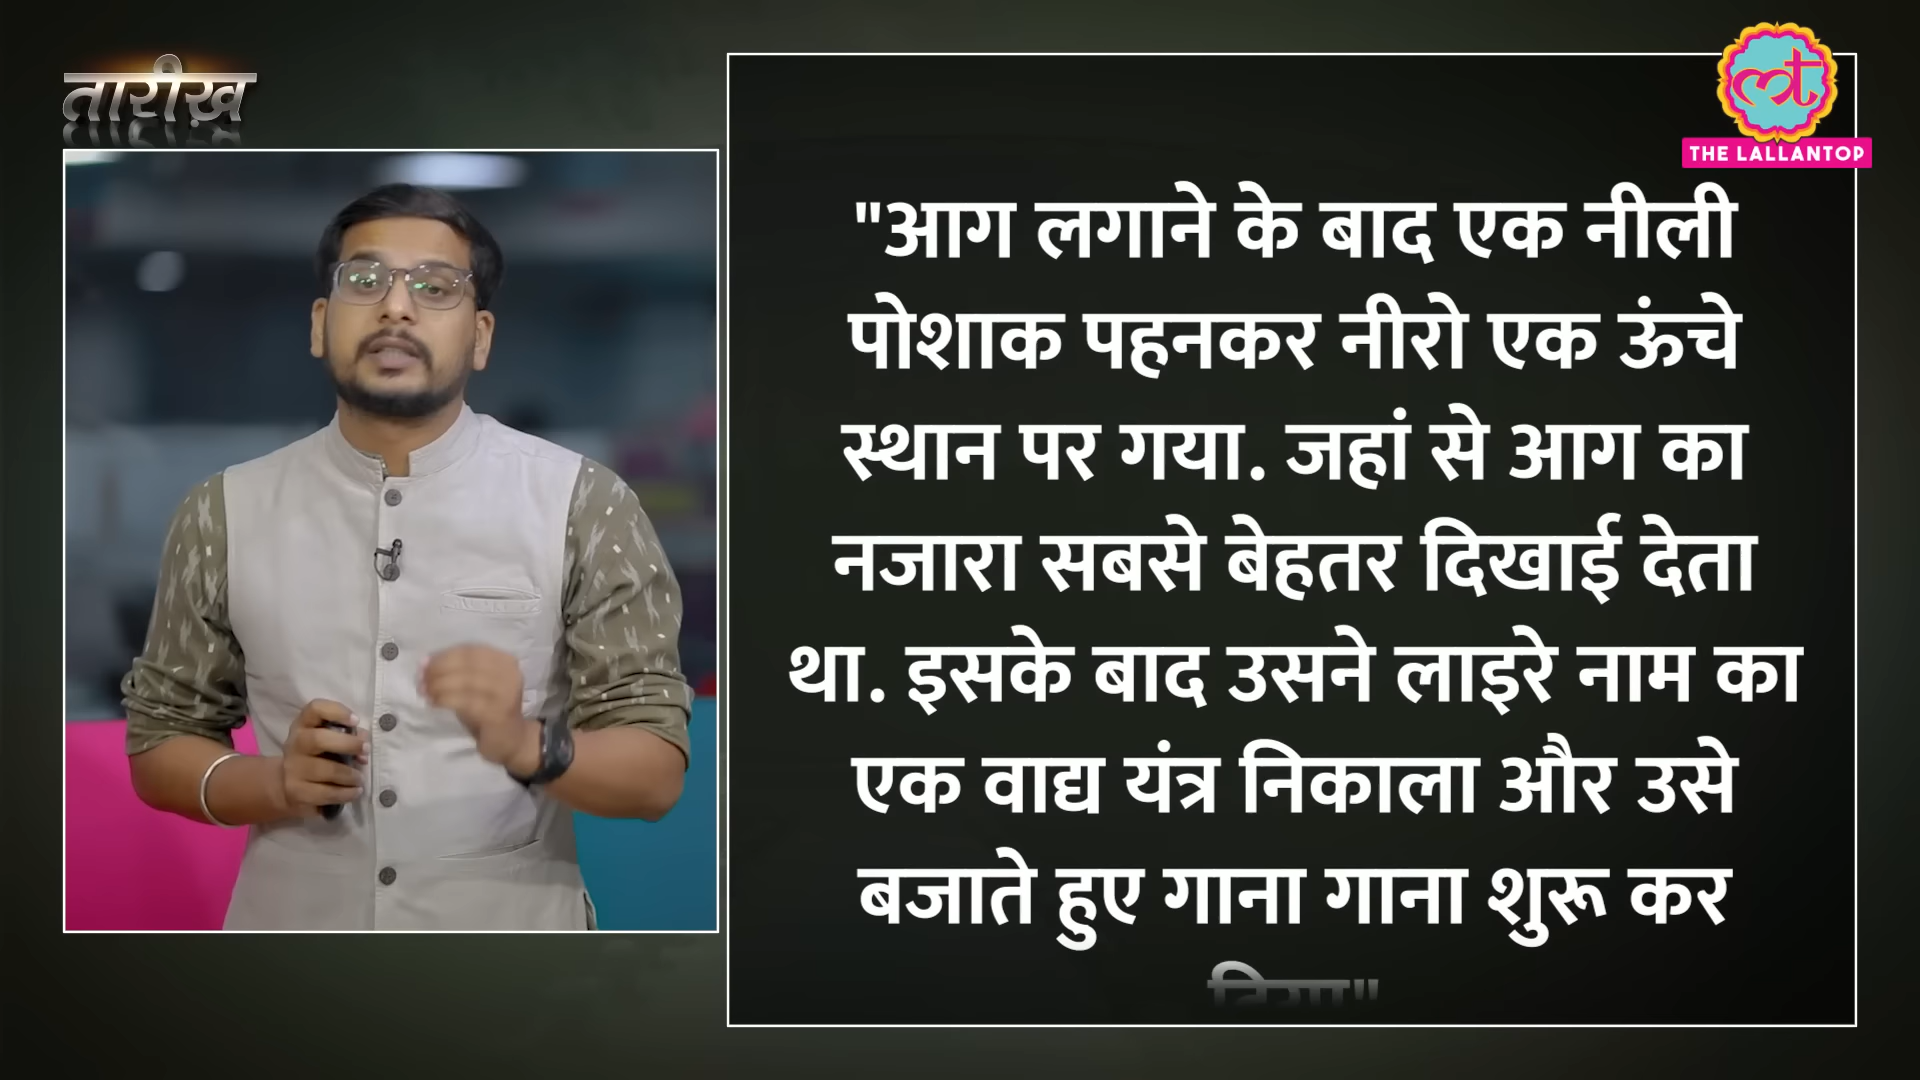 तारीख़
THE LALLANTOP
"आग लगाने के बाद एक नीली
पोशाक पहनकर नीरो एक ऊंचे
स्थान पर गया. जहां से आग का
नजारा सबसे बेहतर दिखाई देता
था. इसके बाद उसने लाइरे नाम का
एक वाद्य यंत्र निकाला और उसे
बजाते हुए गाना गाना शुरू कर
दिया"